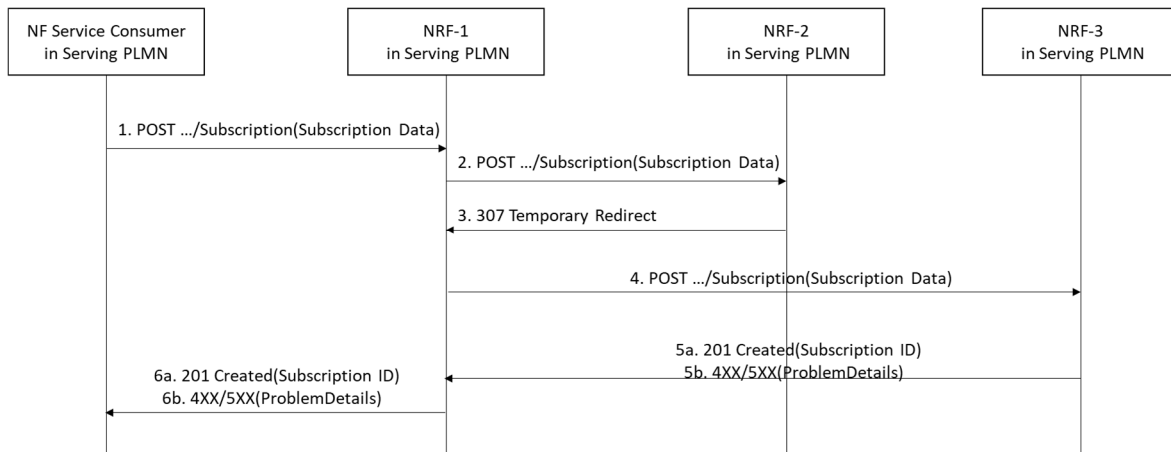 NF Service Consumer
in Serving PLMN
NRF-1
in Serving PLMN
NRF-2
in Serving PLMN
NRF-3
in Serving PLMN
1. POST …/Subscription(Subscription Data)
2. POST …/Subscription(Subscription Data)
3. 307 Temporary Redirect
4. POST …/Subscription(Subscription Data)
5a. 201 Created(Subscription ID)
5b. 4XX/5XX(ProblemDetails)
6a. 201 Created(Subscription ID)
6b. 4XX/5XX(ProblemDetails)